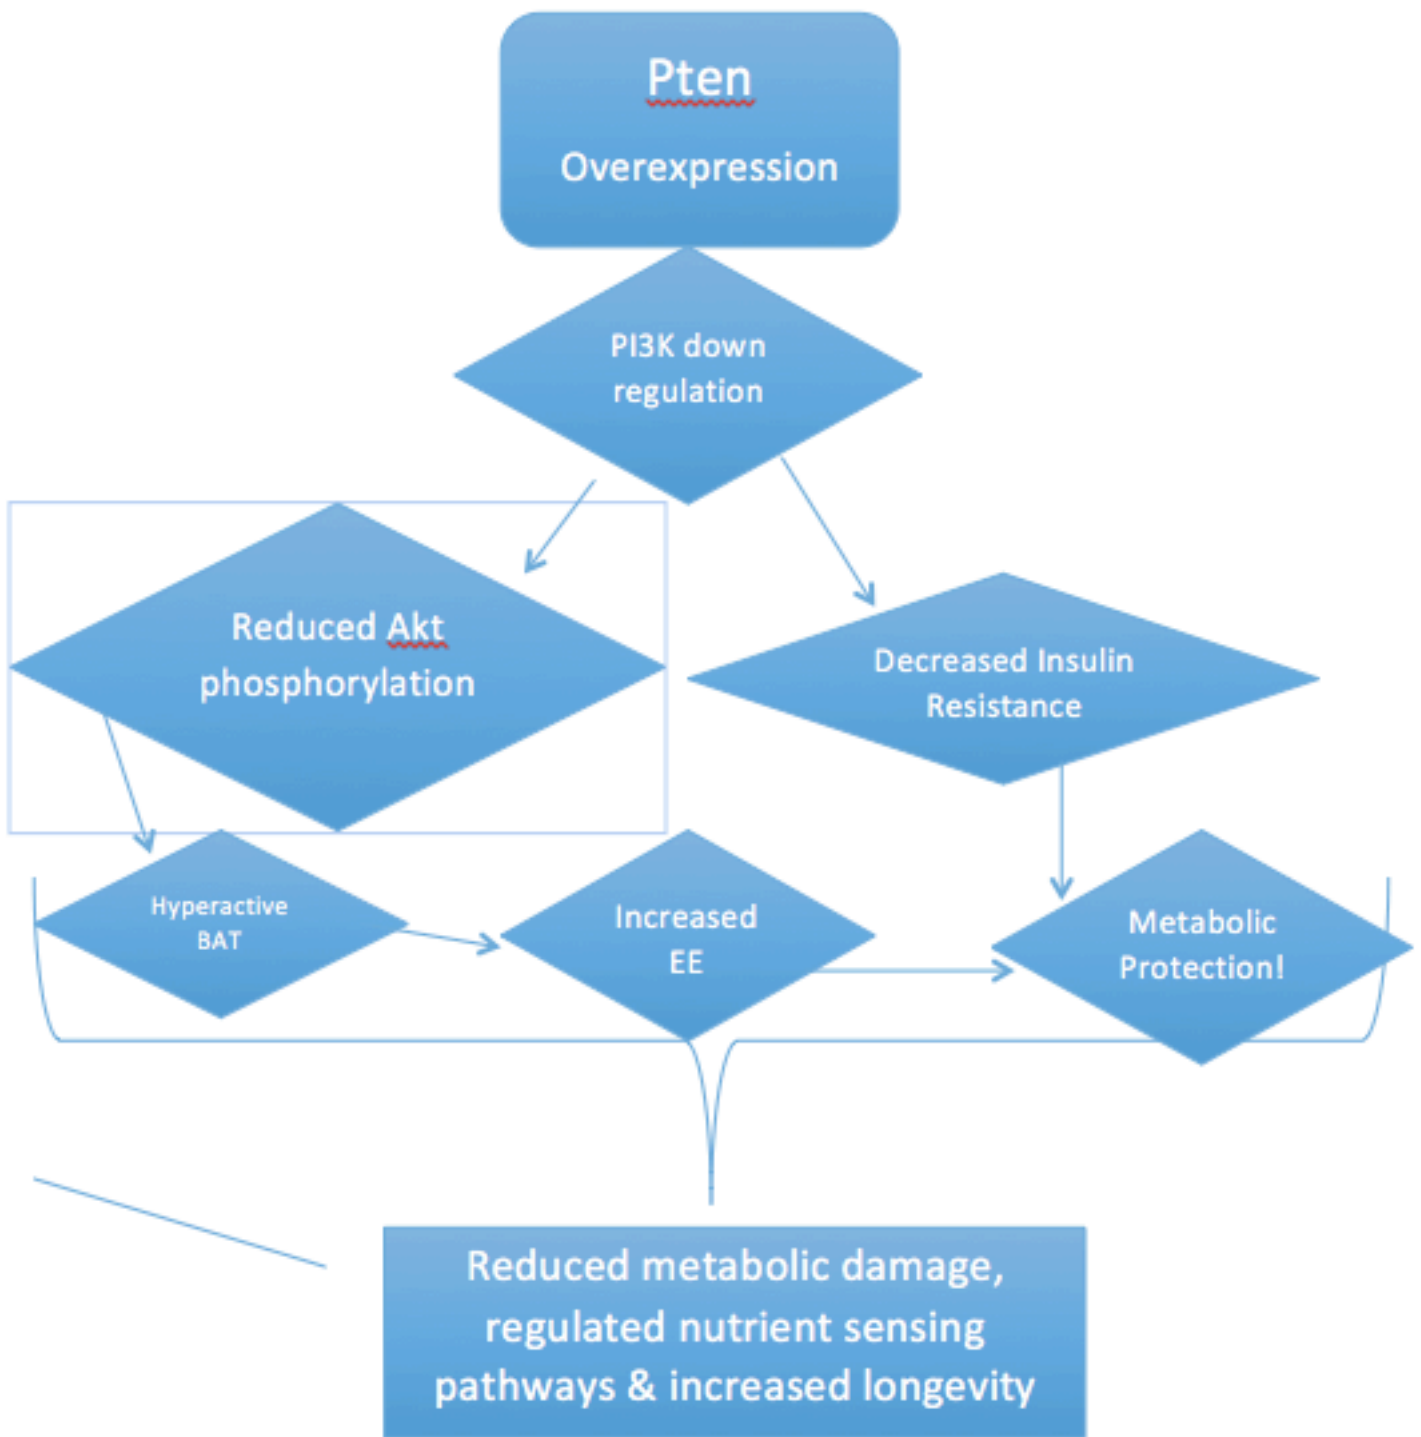 Pten
Overexpression
PI3K down
regulation
Reduced Akt
phosphorylation
Decreased Insulin
Resistance
Hyperactive
BAT
Increased
EE
Metabolic
Protection!
Reduced metabolic damage,
regulated nutrient sensing
pathways & increased longevity